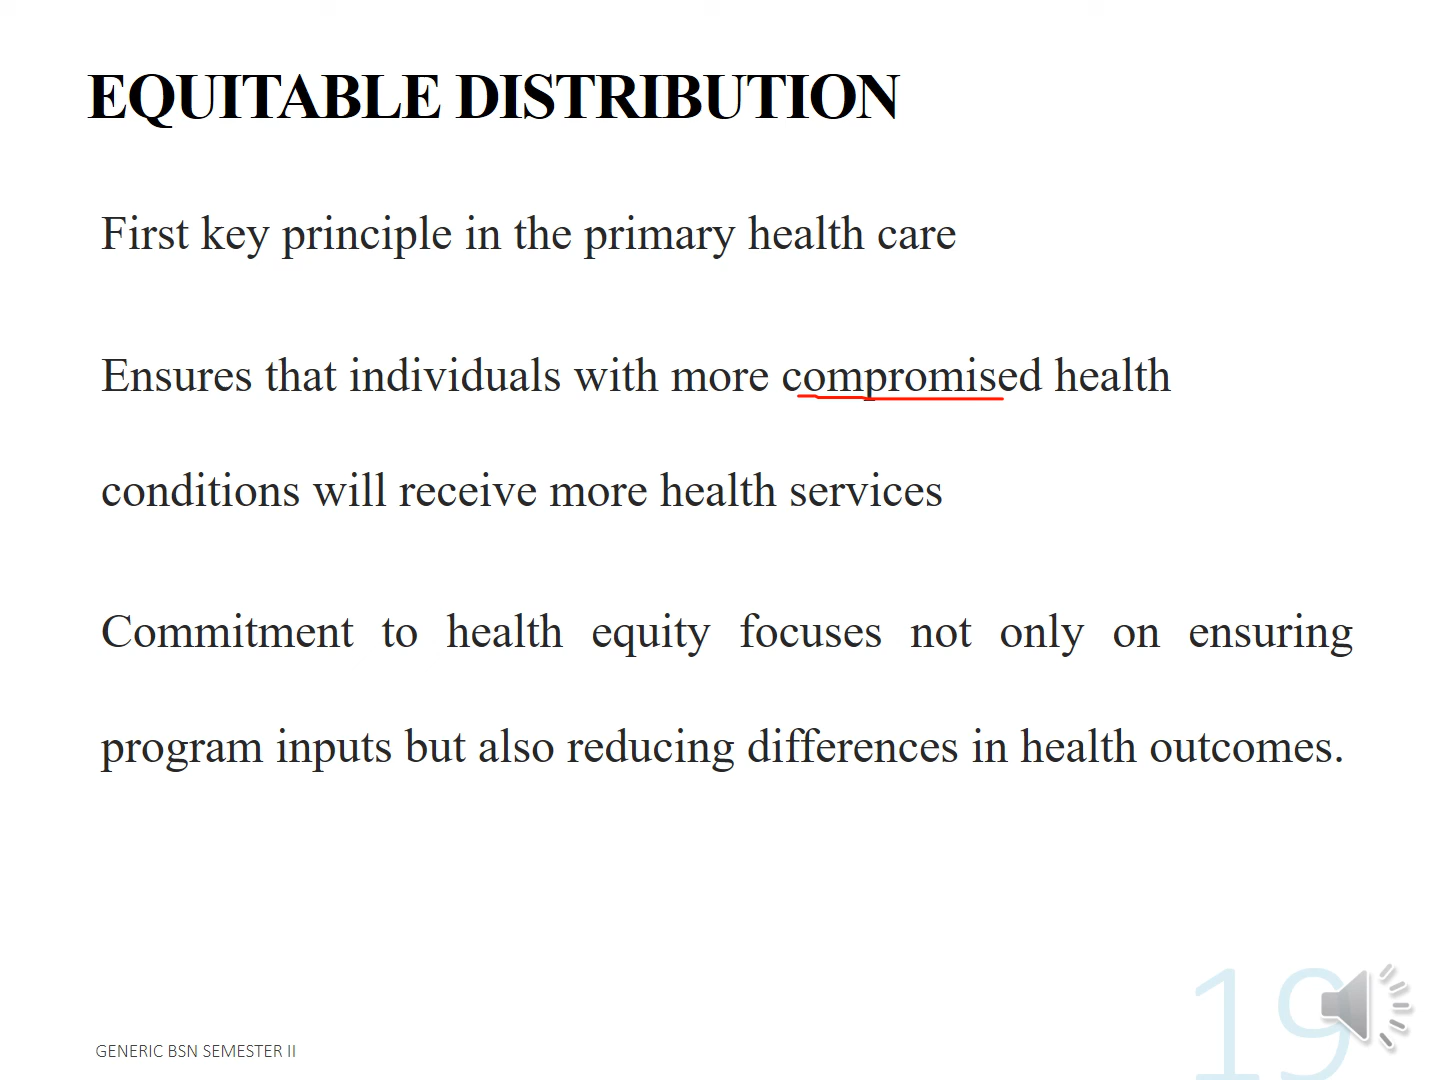 EQUITABLE DISTRIBUTION
First key principle in the primary health care
Ensures that individuals with more compromised health
conditions will receive more health services
Commitment to health equity focuses not only on ensuring
program inputs but also reducing differences in health outcomes.
19
GENERIC BSN SEMESTER II